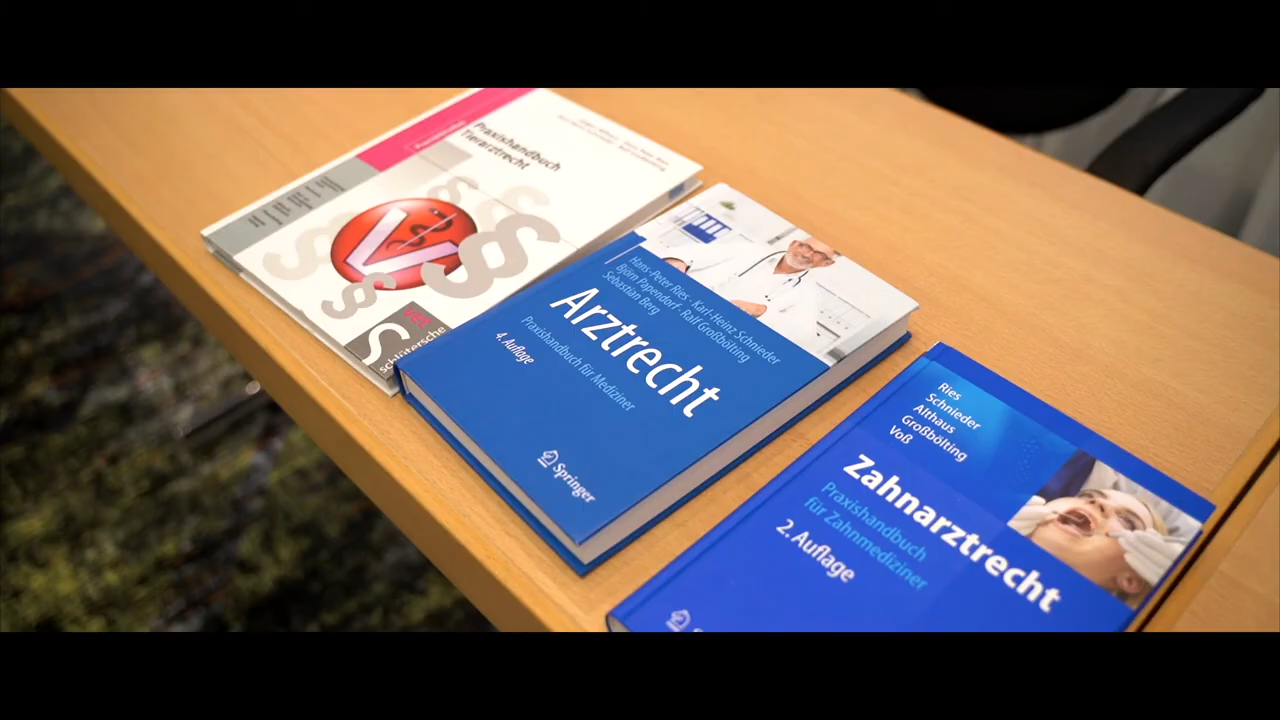 Praxishandbuch
Tierarztrecht
vet
schlütersche
Hans-Peter Ries · Karl-Heinz Schnieder
Björn Papendorf · Ralf Großbölting
Sebastian Berg
Arztrecht
Praxishandbuch für Mediziner
4. Auflage
Springer
Ries
Schnieder
Althaus
Großbölting
Voß
Zahnarztrecht
Praxishandbuch
für Zahnmediziner
2. Auflage